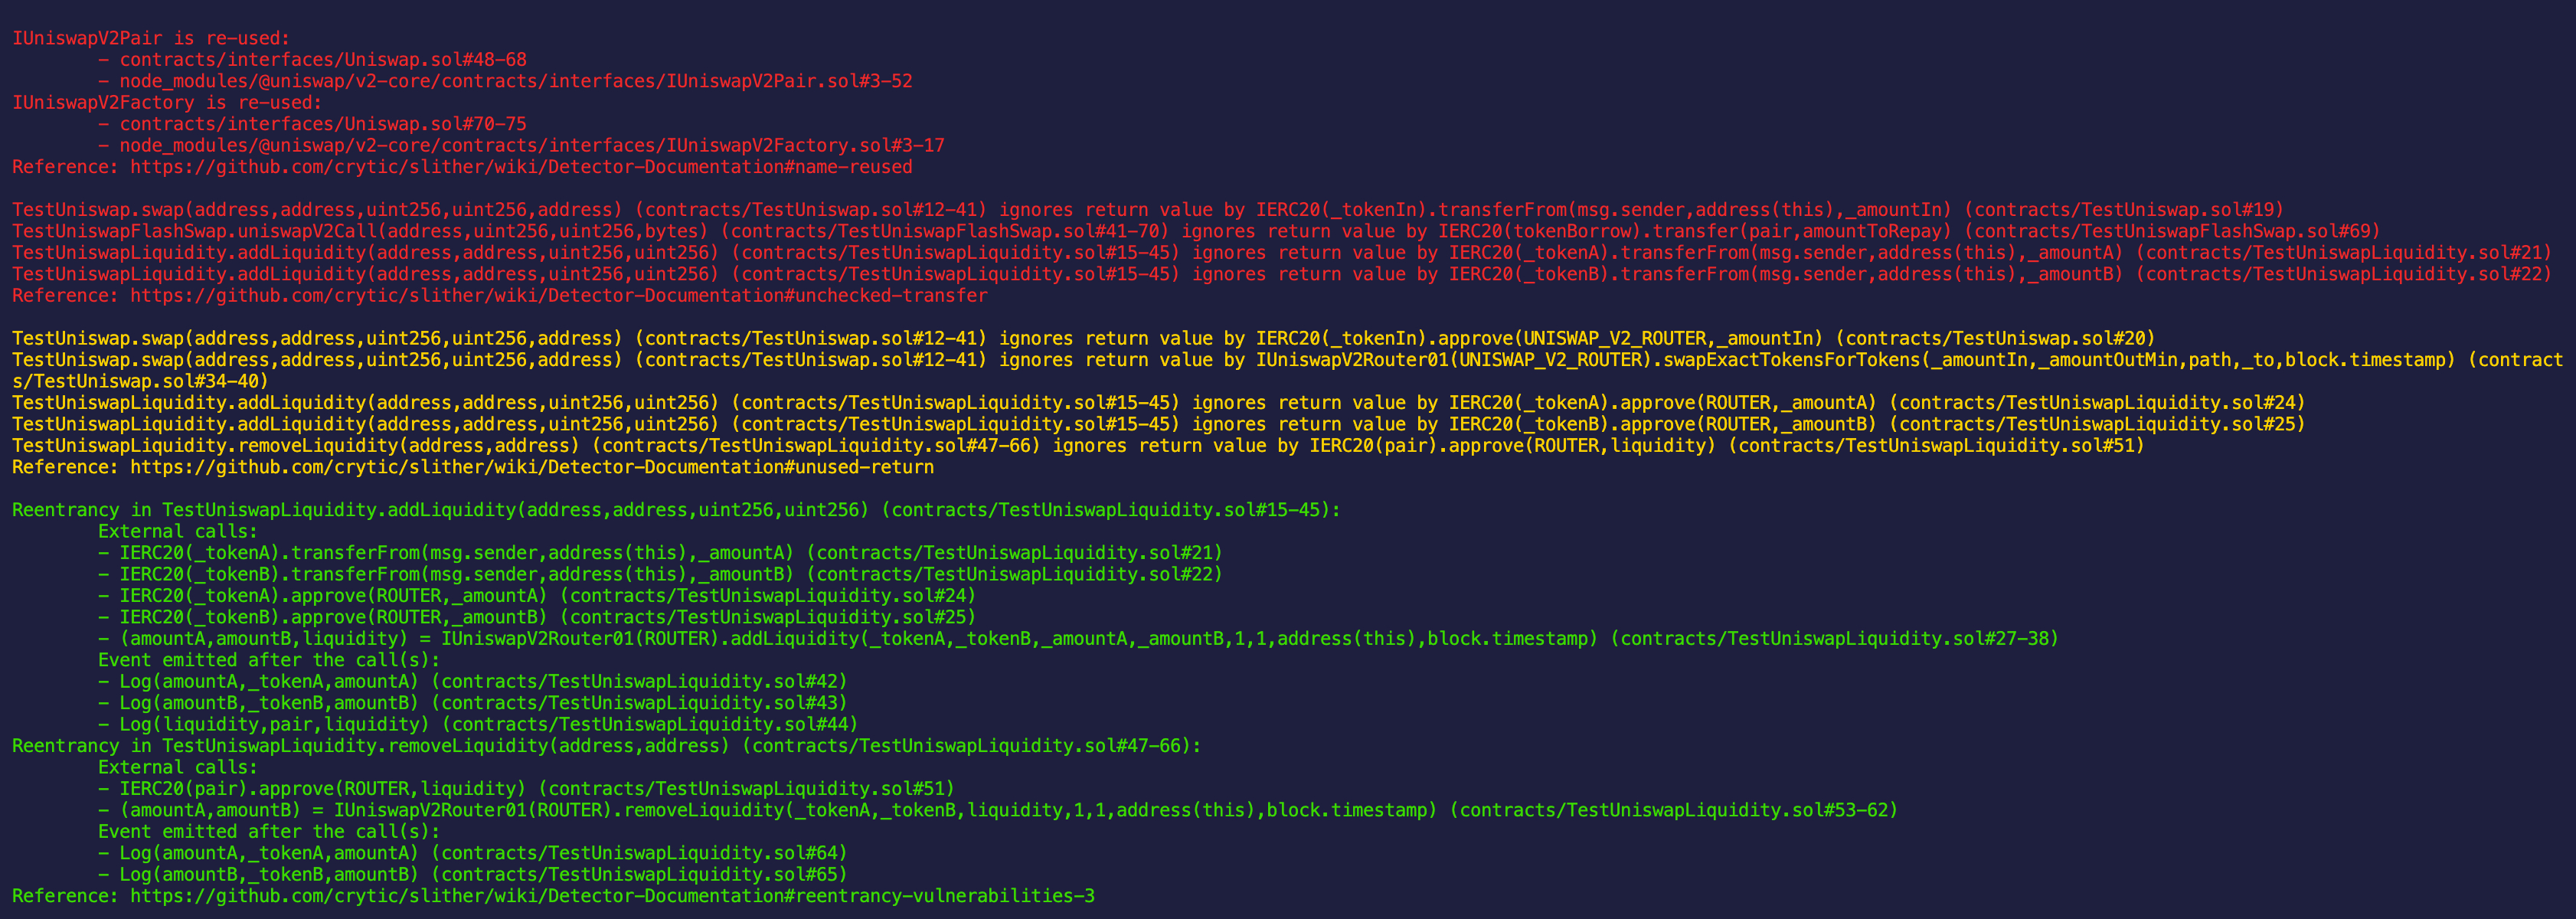 IUniswapV2Pair is re-used:
- contracts/interfaces/Uniswap.sol#48-68
- node_modules/@uniswap/v2-core/contracts/interfaces/IUniswapV2Pair.sol#3-52
IUniswapV2Factory is re-used:
- contracts/interfaces/Uniswap.sol#70-75
- node_modules/@uniswap/v2-core/contracts/interfaces/IUniswapV2Factory.sol#3-17
Reference: https://github.com/crytic/slither/wiki/Detector-Documentation#name-reused
TestUniswap.swap(address,address,uint256,uint256,address) (contracts/TestUniswap.sol#12-41) ignores return value by IERC20(_tokenIn).transferFrom(msg.sender,address(this),_amountIn) (contracts/TestUniswap.sol#19)
TestUniswapFlashSwap.uniswapV2Call(address,uint256,uint256,bytes) (contracts/TestUniswapFlashSwap.sol#41-70) ignores return value by IERC20(tokenBorrow).transfer(pair,amountToRepay) (contracts/TestUniswapFlashSwap.sol#69)
TestUniswapLiquidity.addLiquidity(address,address,uint256,uint256) (contracts/TestUniswapLiquidity.sol#15-45) ignores return value by IERC20(_tokenA).transferFrom(msg.sender,address(this),_amountA) (contracts/TestUniswapLiquidity.sol#21)
TestUniswapLiquidity.addLiquidity(address,address,uint256,uint256) (contracts/TestUniswapLiquidity.sol#15-45) ignores return value by IERC20(_tokenB).transferFrom(msg.sender,address(this),_amountB) (contracts/TestUniswapLiquidity.sol#22)
Reference: https://github.com/crytic/slither/wiki/Detector-Documentation#unchecked-transfer
TestUniswap.swap(address,address,uint256,uint256,address) (contracts/TestUniswap.sol#12-41) ignores return value by IERC20(_tokenIn).approve(UNISWAP_V2_ROUTER,_amountIn) (contracts/TestUniswap.sol#20)
TestUniswap.swap(address,address,uint256,uint256,address) (contracts/TestUniswap.sol#12-41) ignores return value by IUniswapV2Router01(UNISWAP_V2_ROUTER).swapExactTokensForTokens(_amountIn,_amountOutMin,path,_to,block.timestamp) (contract
s/TestUniswap.sol#34-40)
TestUniswapLiquidity.addLiquidity(address,address,uint256,uint256) (contracts/TestUniswapLiquidity.sol#15-45) ignores return value by IERC20(_tokenA).approve(ROUTER,_amountA) (contracts/TestUniswapLiquidity.sol#24)
TestUniswapLiquidity.addLiquidity(address,address,uint256,uint256) (contracts/TestUniswapLiquidity.sol#15-45) ignores return value by IERC20(_tokenB).approve(ROUTER,_amountB) (contracts/TestUniswapLiquidity.sol#25)
TestUniswapLiquidity.removeLiquidity(address,address) (contracts/TestUniswapLiquidity.sol#47-66) ignores return value by IERC20(pair).approve(ROUTER,liquidity) (contracts/TestUniswapLiquidity.sol#51)
Reference: https://github.com/crytic/slither/wiki/Detector-Documentation#unused-return
Reentrancy in TestUniswapLiquidity.addLiquidity(address,address,uint256,uint256) (contracts/TestUniswapLiquidity.sol#15-45):
External calls:
- IERC20(_tokenA).transferFrom(msg.sender,address(this),_amountA) (contracts/TestUniswapLiquidity.sol#21)
- IERC20(_tokenB).transferFrom(msg.sender,address(this),_amountB) (contracts/TestUniswapLiquidity.sol#22)
- IERC20(_tokenA).approve(ROUTER,_amountA) (contracts/TestUniswapLiquidity.sol#24)
- IERC20(_tokenB).approve(ROUTER,_amountB) (contracts/TestUniswapLiquidity.sol#25)
- (amountA,amountB,liquidity) = IUniswapV2Router01(ROUTER).addLiquidity(_tokenA,_tokenB,_amountA,_amountB,1,1,address(this),block.timestamp) (contracts/TestUniswapLiquidity.sol#27-38)
Event emitted after the call(s):
- Log(amountA,_tokenA,amountA) (contracts/TestUniswapLiquidity.sol#42)
- Log(amountB,_tokenB,amountB) (contracts/TestUniswapLiquidity.sol#43)
- Log(liquidity,pair,liquidity) (contracts/TestUniswapLiquidity.sol#44)
Reentrancy in TestUniswapLiquidity.removeLiquidity(address,address) (contracts/TestUniswapLiquidity.sol#47-66):
External calls:
- IERC20(pair).approve(ROUTER,liquidity) (contracts/TestUniswapLiquidity.sol#51)
- (amountA,amountB) = IUniswapV2Router01(ROUTER).removeLiquidity(_tokenA,_tokenB,liquidity,1,1,address(this),block.timestamp) (contracts/TestUniswapLiquidity.sol#53-62)
Event emitted after the call(s):
- Log(amountA,_tokenA,amountA) (contracts/TestUniswapLiquidity.sol#64)
- Log(amountB,_tokenB,amountB) (contracts/TestUniswapLiquidity.sol#65)
Reference: https://github.com/crytic/slither/wiki/Detector-Documentation#reentrancy-vulnerabilities-3